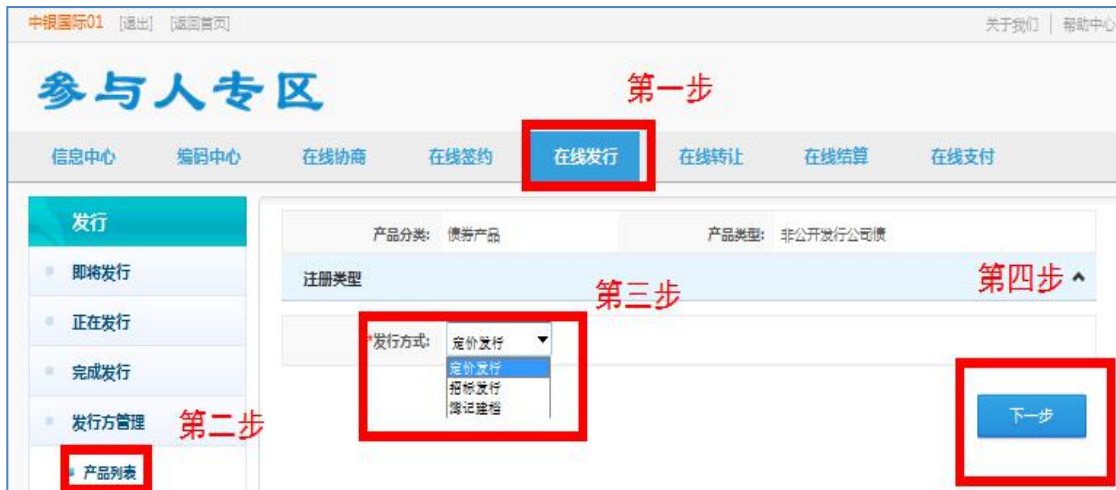 中银国际01 [退出] [返回首页] 关于我们 | 帮助中心
参与人专区
第一步
信息中心 编码中心 在线协商 在线签约 在线发行 在线转让 在线结算 在线支付
发行
产品分类: 债券产品 产品类型: 非公开发行公司债
即将发行
注册类型
第三步
第四步
正在发行
*发行方式: 定价发行
定价发行
招标发行
簿记建档
完成发行
发行方管理
第二步
下一步
产品列表